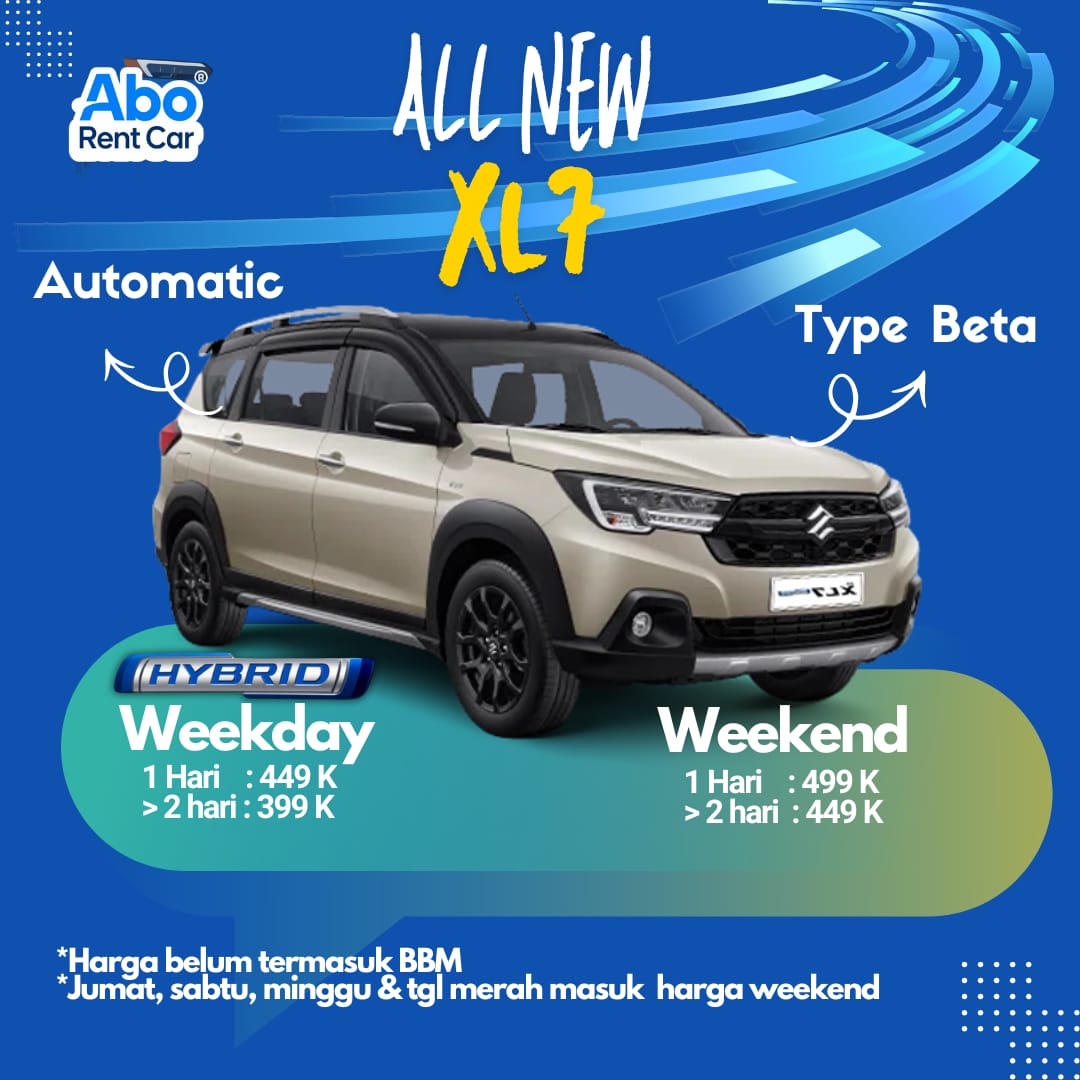 Abo®
Rent Car
ALL NEW
XL7
Automatic
Type Beta
XL7
HYBRID
Weekday
1 Hari : 449 K
> 2 hari : 399 K
Weekend
1 Hari : 499 K
> 2 hari : 449 K
*Harga belum termasuk BBM
*Jumat, sabtu, minggu & tgl merah masuk harga weekend